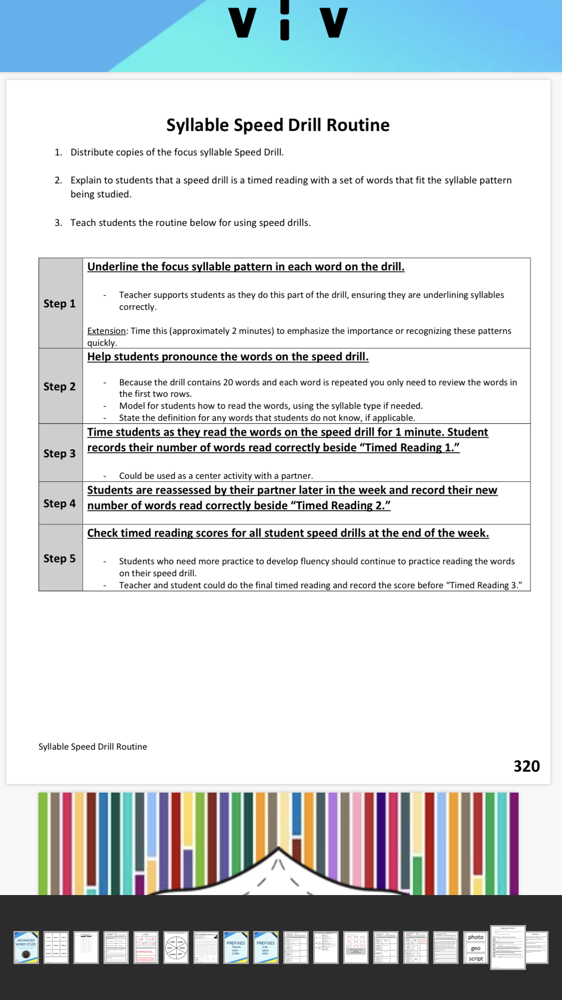 V V
Syllable Speed Drill Routine
1. Distribute copies of the focus syllable Speed Drill.
2. Explain to students that a speed drill is a timed reading with a set of words that fit the syllable pattern
being studied.
3. Teach students the routine below for using speed drills.
Step 1
Underline the focus syllable pattern in each word on the drill.
- Teacher supports students as they do this part of the drill, ensuring they are underlining syllables
correctly.
Extension: Time this (approximately 2 minutes) to emphasize the importance or recognizing these patterns
quickly.
Step 2
Help students pronounce the words on the speed drill.
- Because the drill contains 20 words and each word is repeated you only need to review the words in
the first two rows.
- Model for students how to read the words, using the syllable type if needed.
- State the definition for any words that students do not know, if applicable.
Step 3
Time students as they read the words on the speed drill for 1 minute. Student
records their number of words read correctly beside “Timed Reading 1.”
- Could be used as a center activity with a partner.
Step 4
Students are reassessed by their partner later in the week and record their new
number of words read correctly beside “Timed Reading 2.”
Step 5
Check timed reading scores for all student speed drills at the end of the week.
- Students who need more practice to develop fluency should continue to practice reading the words
on their speed drill.
- Teacher and student could do the final timed reading and record the score before “Timed Reading 3.”
Syllable Speed Drill Routine
320
ADVANCED
WORD STUDY
PREFIXES
TRANS-
NON-
OVER-
PREFIXES
SUB-
SEMI-
ANTI-
photo
geo
script